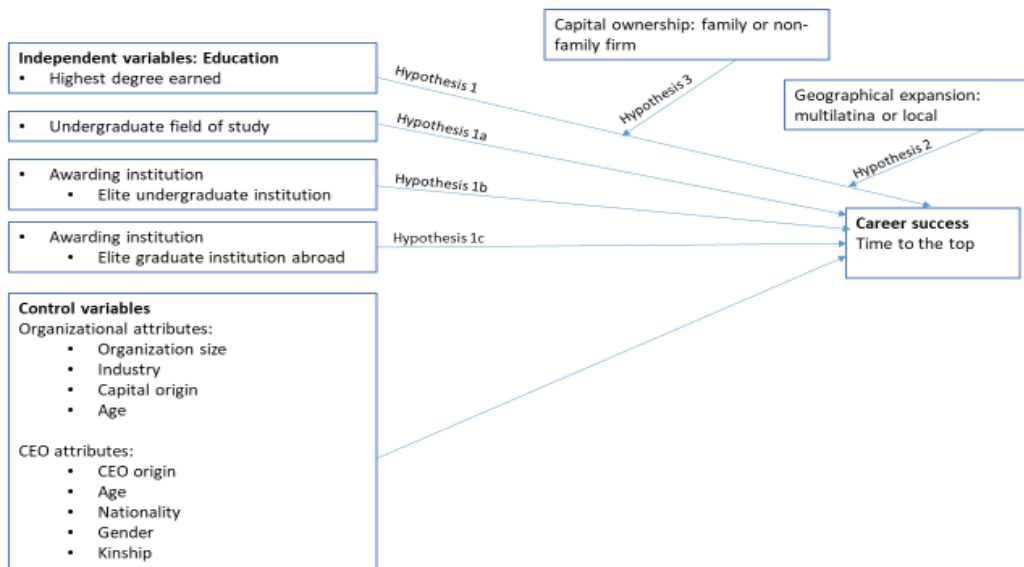 Capital ownership: family or non-
family firm
Independent variables: Education
• Highest degree earned
Hypothesis 1
Hypothesis 3
Geographical expansion:
multilatina or local
• Undergraduate field of study
Hypothesis 1a
Hypothesis 2
• Awarding institution
• Elite undergraduate institution
Hypothesis 1b
Career success
Time to the top
• Awarding institution
• Elite graduate institution abroad
Hypothesis 1c
Control variables
Organizational attributes:
• Organization size
• Industry
• Capital origin
• Age
CEO attributes:
• CEO origin
• Age
• Nationality
• Gender
• Kinship